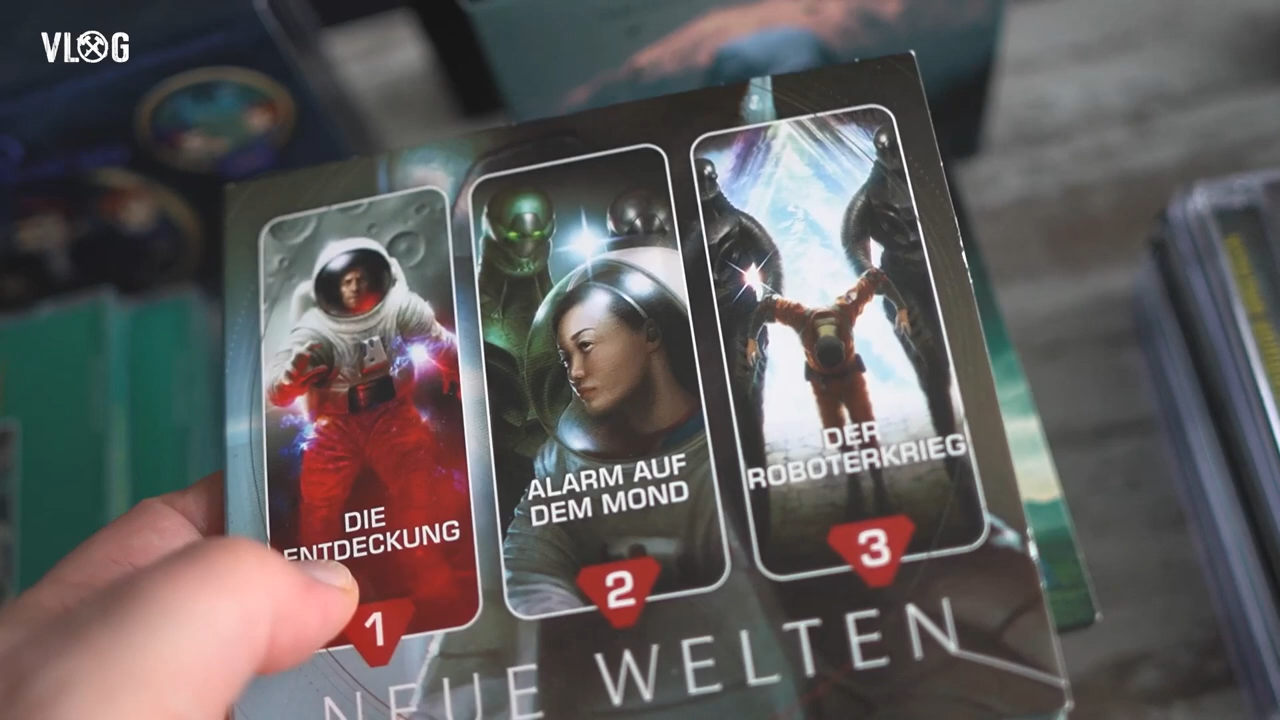 VLOG
DIE
ENTDECKUNG
1
ALARM AUF
DEM MOND
2
DER
ROBOTERKRIEG
3
NEUE WELTEN